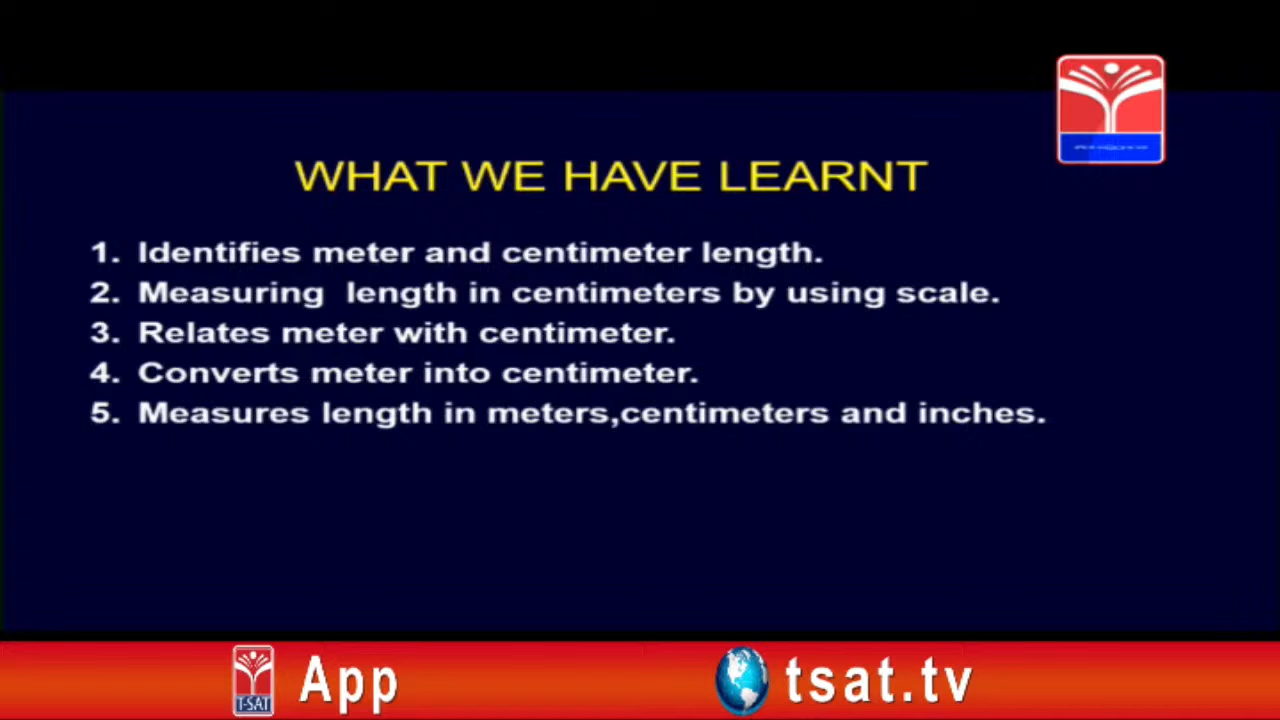 WHAT WE HAVE LEARNT
1. Identifies meter and centimeter length.
2. Measuring length in centimeters by using scale.
3. Relates meter with centimeter.
4. Converts meter into centimeter.
5. Measures length in meters,centimeters and inches.
T-SAT App tsat.tv